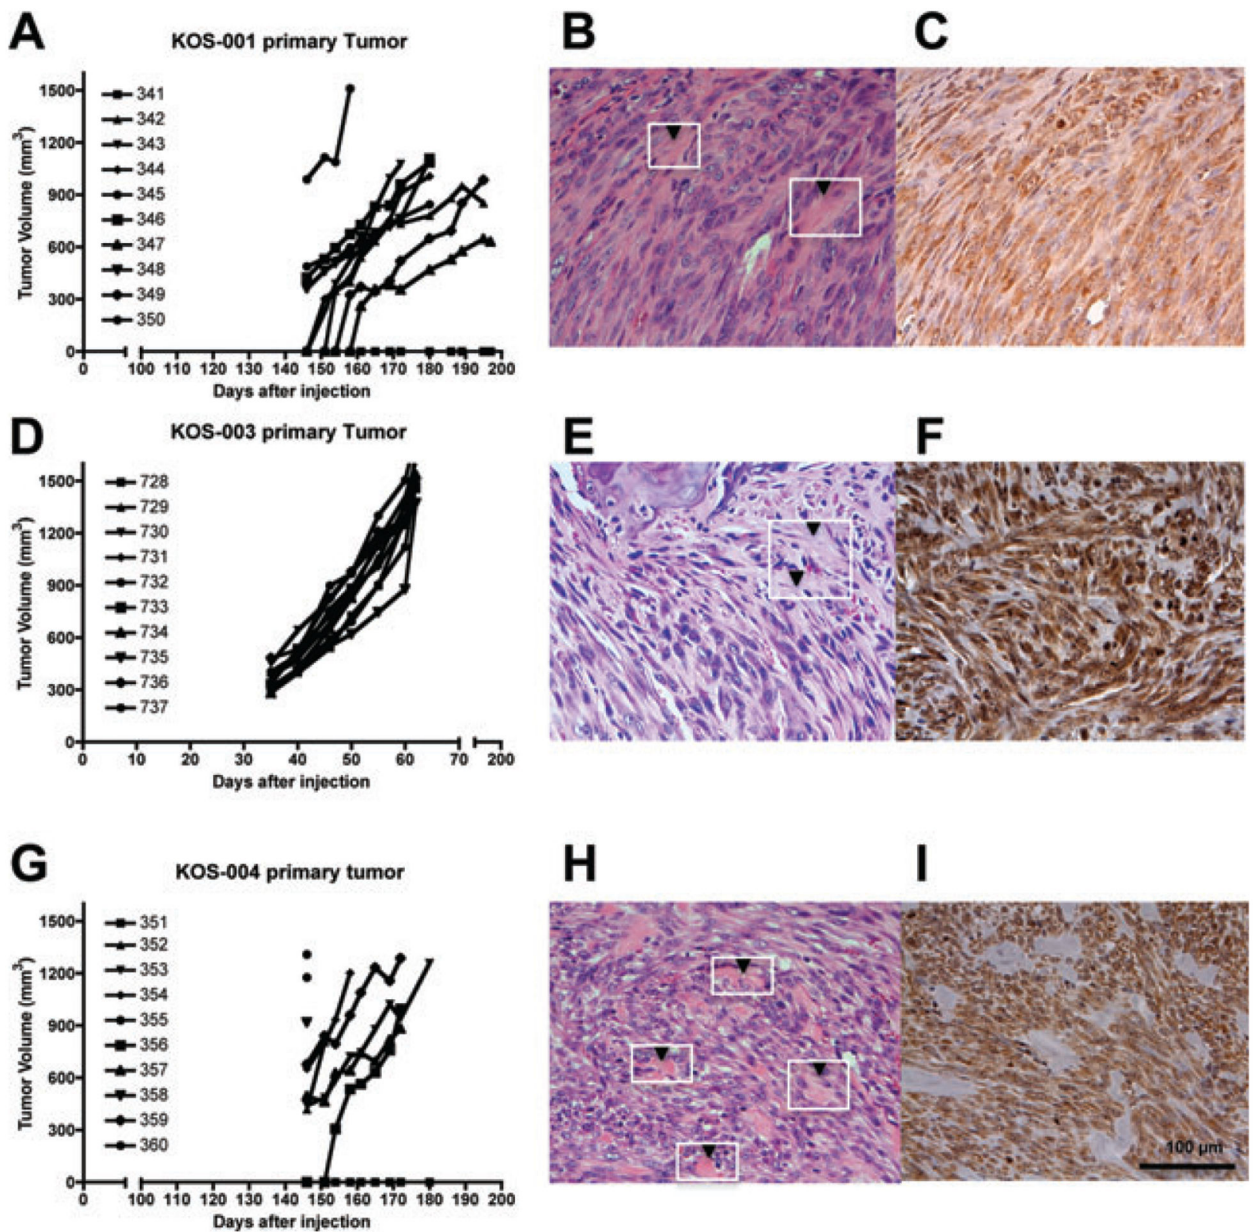 A
KOS-001 primary Tumor
B
C
Tumor Volume (mm³)
1500
1200
900
600
300
0
341
342
343
344
345
346
347
348
349
350
0 100 110 120 130 140 150 160 170 180 190 200
Days after injection
D
KOS-003 primary Tumor
E
F
Tumor Volume (mm³)
1500
1200
900
600
300
0
728
729
730
731
732
733
734
735
736
737
0 10 20 30 40 50 60 70 200
Days after injection
G
KOS-004 primary tumor
H
I
Tumor Volume (mm³)
1500
1200
900
600
300
0
351
352
353
354
355
356
357
358
359
360
0 100 110 120 130 140 150 160 170 180 190 200
Days after injection
100 µm